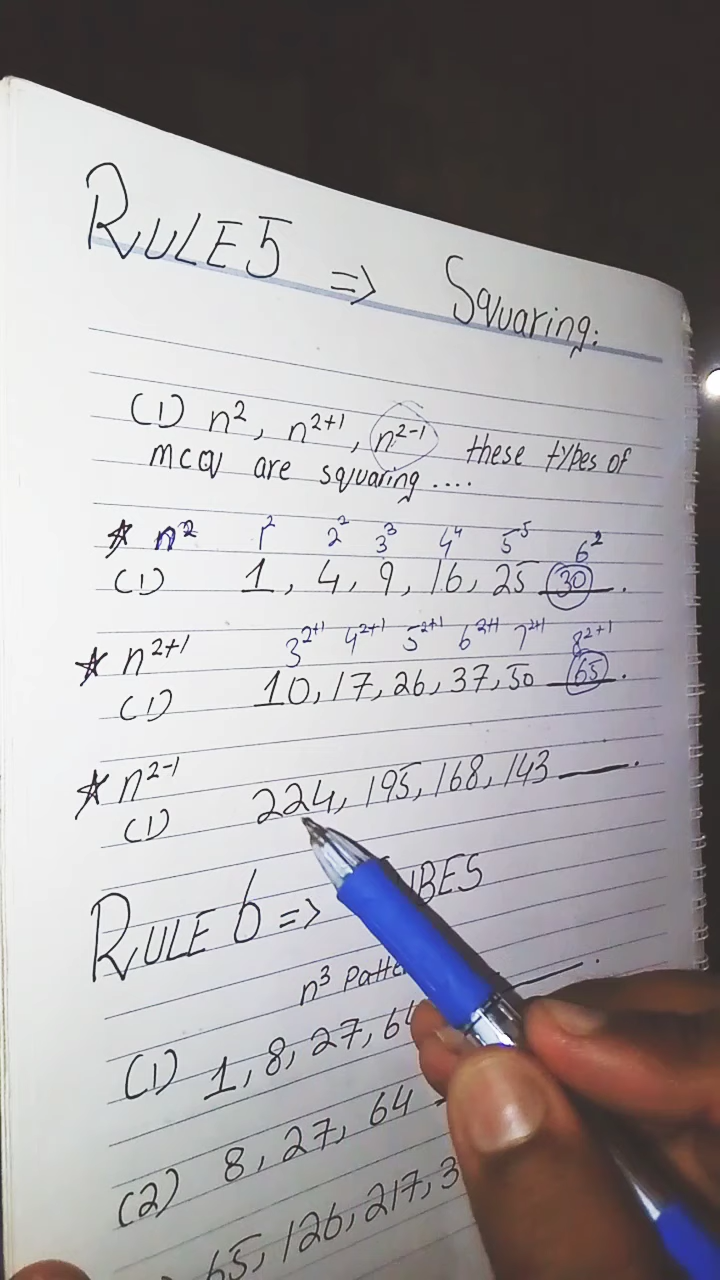 RULE 5 => Squaring:
(1) n², n²⁺¹, n²⁻¹ these types of
mcq are squaring ....
★ n² 1² 2² 3³ 4⁴ 5⁵ 6²
(1) 1, 4, 9, 16, 25 30 .
★ n²⁺¹ 3²⁺¹ 4²⁺¹ 5²⁺¹ 6²⁺¹ 7²⁺¹ 8²⁺¹
(1) 10, 17, 26, 37, 50 65 .
★ n²⁻¹
(1) 224, 195, 168, 143 ____.
RULE 6 =>
n³
(1) 1, 8, 27, ____.
(2) 8, 27, 64
65, 126, 217,